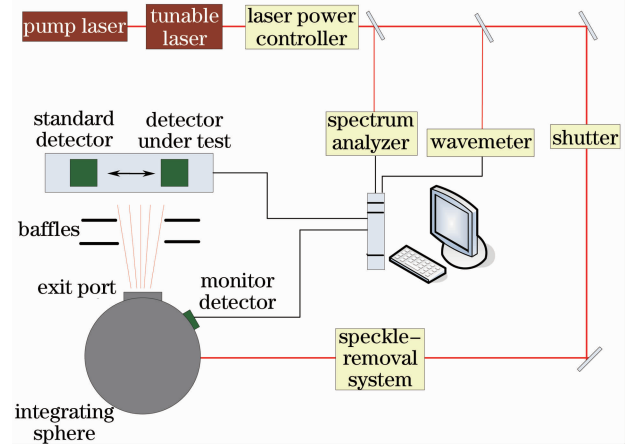 pump laser
tunable
laser
laser power
controller
standard
detector
detector
under test
spectrum
analyzer
wavemeter
shutter
baffles
exit port
monitor
detector
speckle-
removal
system
integrating
sphere